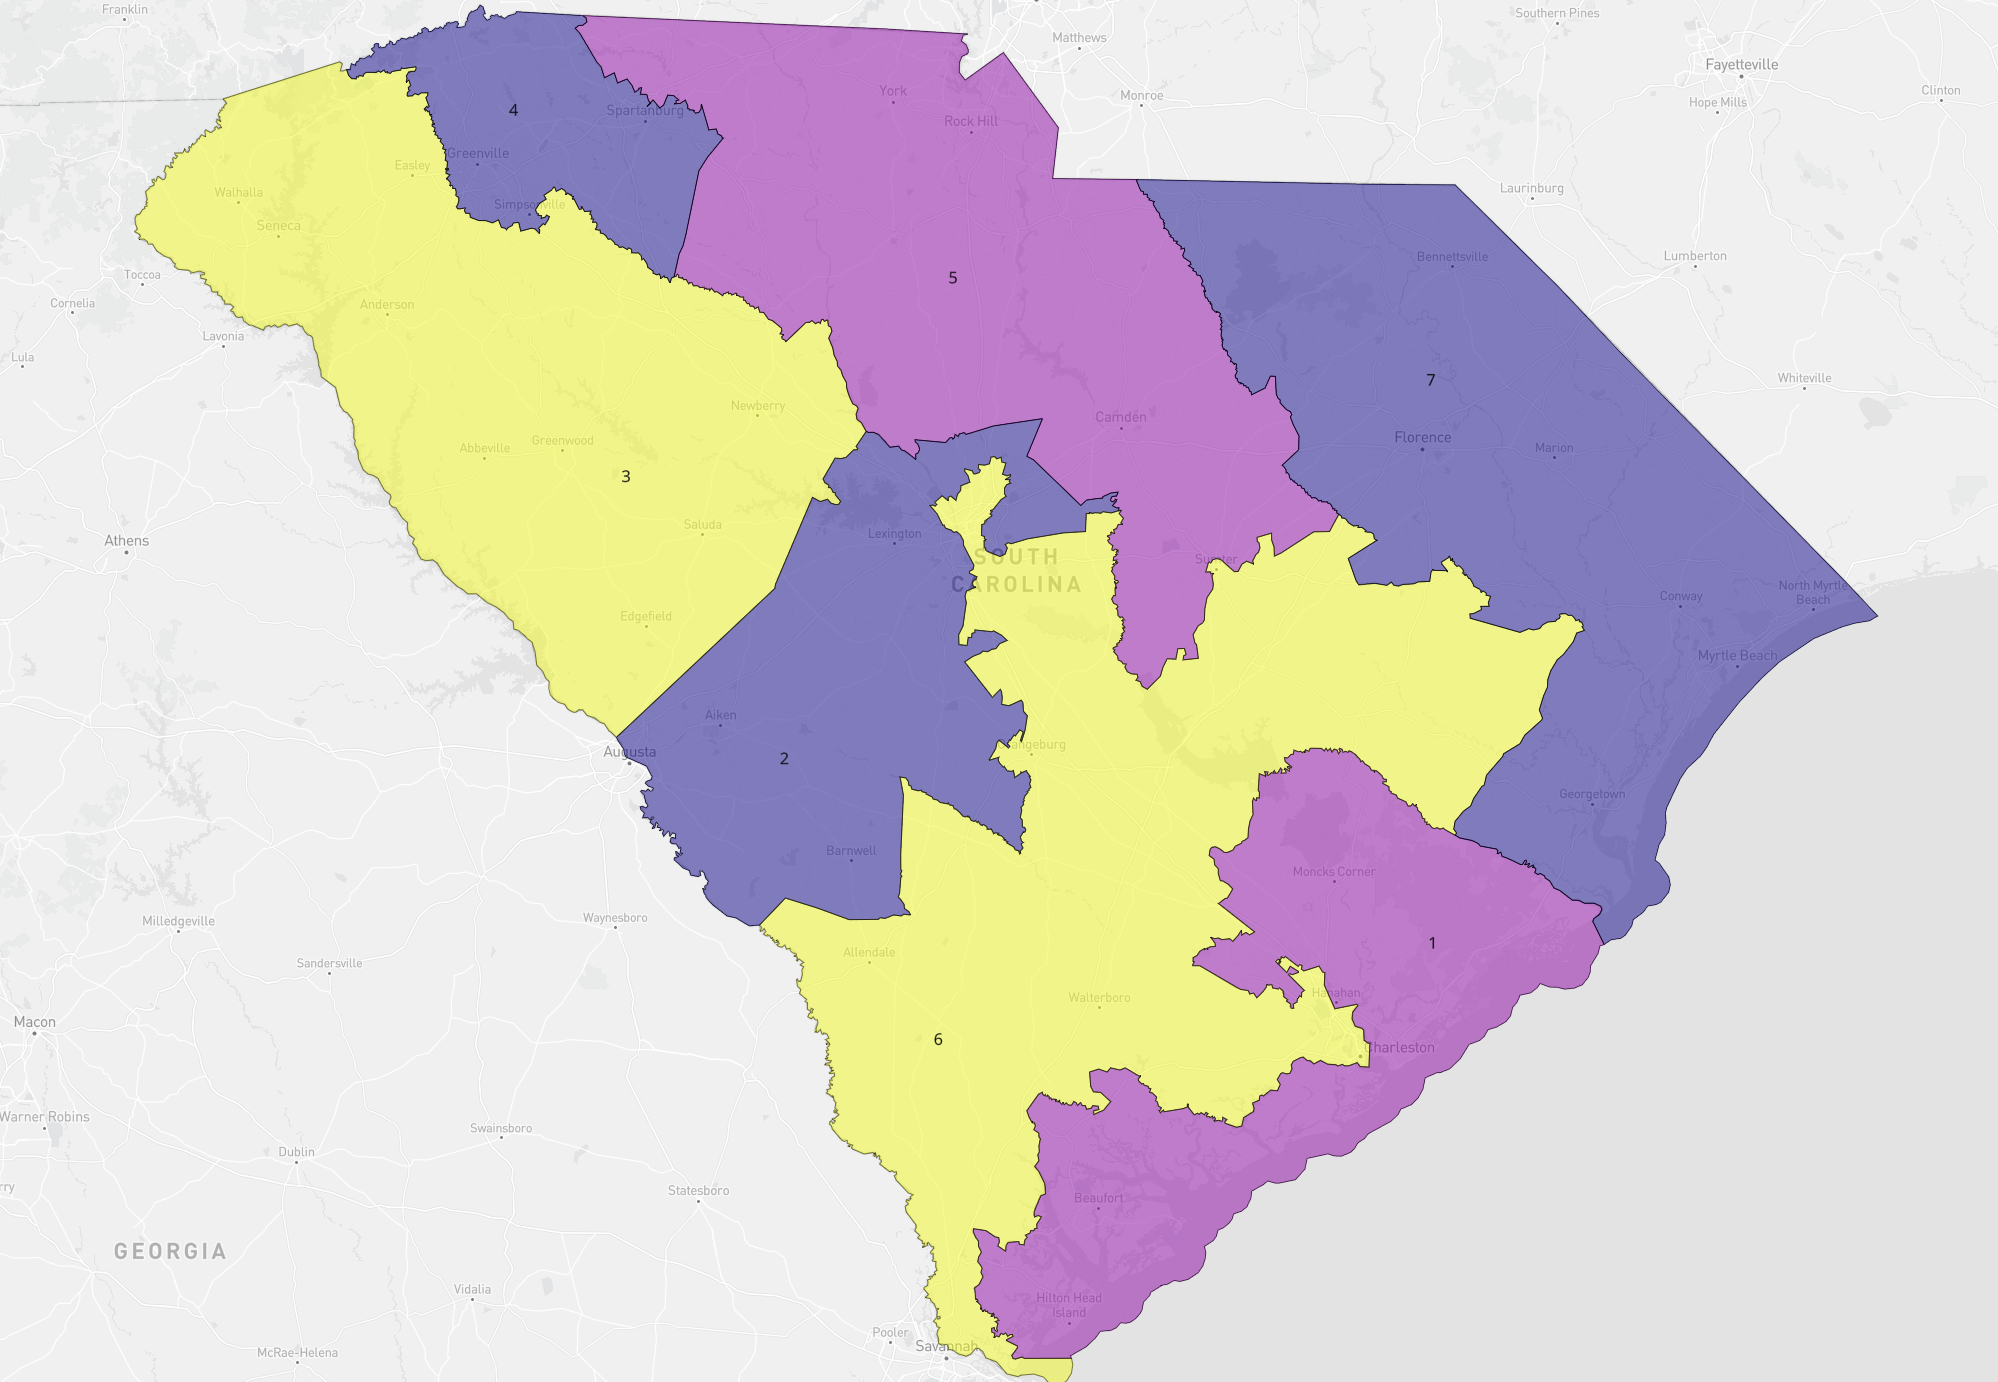 Franklin
Southern Pines
Matthews
Fayetteville
Clinton
York
Monroe
Hope Mills
4
Spartanburg
Rock Hill
Greenville
Easley
Walhalla
Simpsonville
Laurinburg
Seneca
Toccoa
5
Bennettsville
Lumberton
Cornelia
Anderson
Lavonia
Lula
7
Whiteville
Newberry
Camden
Abbeville
Greenwood
Florence
Marion
3
Athens
Saluda
Lexington
SOUTH
CAROLINA
Sumter
North Myrtle
Beach
Conway
Edgefield
Myrtle Beach
Aiken
Augusta
2
Orangeburg
Georgetown
Barnwell
Moncks Corner
Milledgeville
Waynesboro
Sandersville
Allendale
1
Walterboro
Hanahan
Macon
6
Charleston
Warner Robins
Swainsboro
Dublin
rry
Statesboro
Beaufort
GEORGIA
Vidalia
Hilton Head
Island
Pooler
Savannah
McRae-Helena